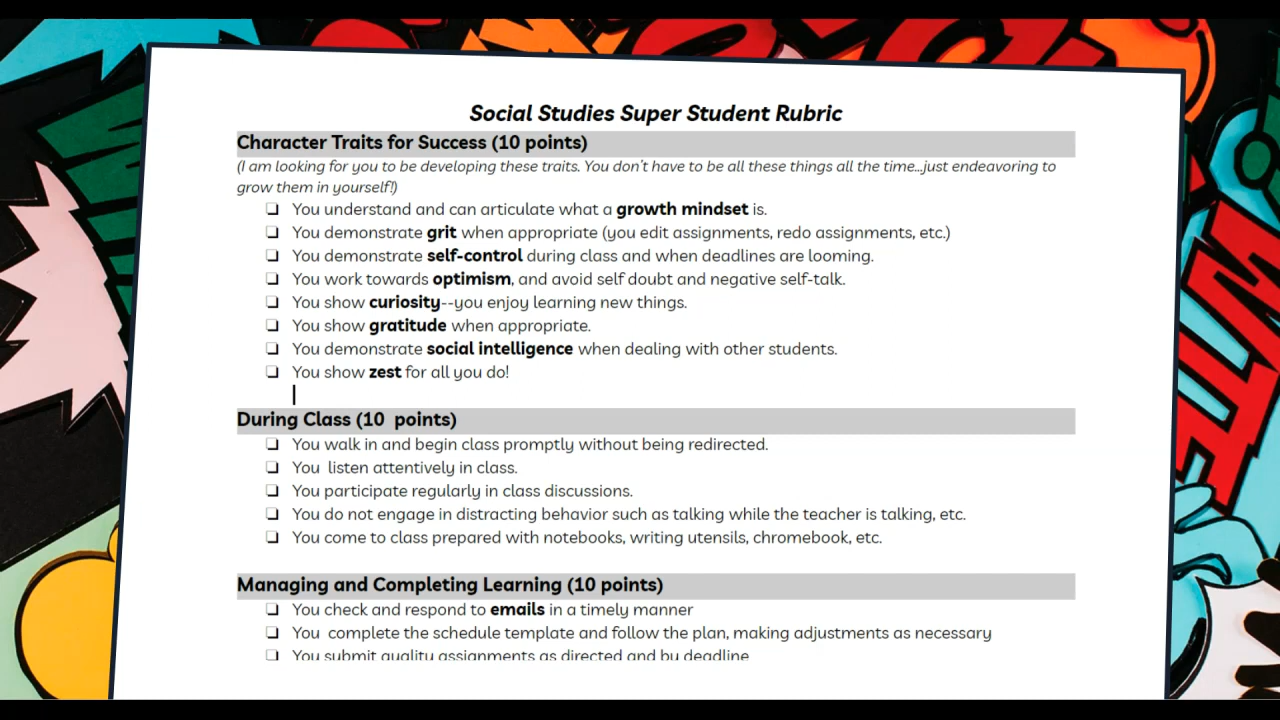 Social Studies Super Student Rubric
Character Traits for Success (10 points)
(I am looking for you to be developing these traits. You don't have to be all these things all the time...just endeavoring to
grow them in yourself!)
❏ You understand and can articulate what a growth mindset is.
❏ You demonstrate grit when appropriate (you edit assignments, redo assignments, etc.)
❏ You demonstrate self-control during class and when deadlines are looming.
❏ You work towards optimism, and avoid self doubt and negative self-talk.
❏ You show curiosity--you enjoy learning new things.
❏ You show gratitude when appropriate.
❏ You demonstrate social intelligence when dealing with other students.
❏ You show zest for all you do!
During Class (10  points)
❏ You walk in and begin class promptly without being redirected.
❏ You  listen attentively in class.
❏ You participate regularly in class discussions.
❏ You do not engage in distracting behavior such as talking while the teacher is talking, etc.
❏ You come to class prepared with notebooks, writing utensils, chromebook, etc.
Managing and Completing Learning (10 points)
❏ You check and respond to emails in a timely manner
❏ You  complete the schedule template and follow the plan, making adjustments as necessary
❏ You submit quality assignments as directed and by deadline